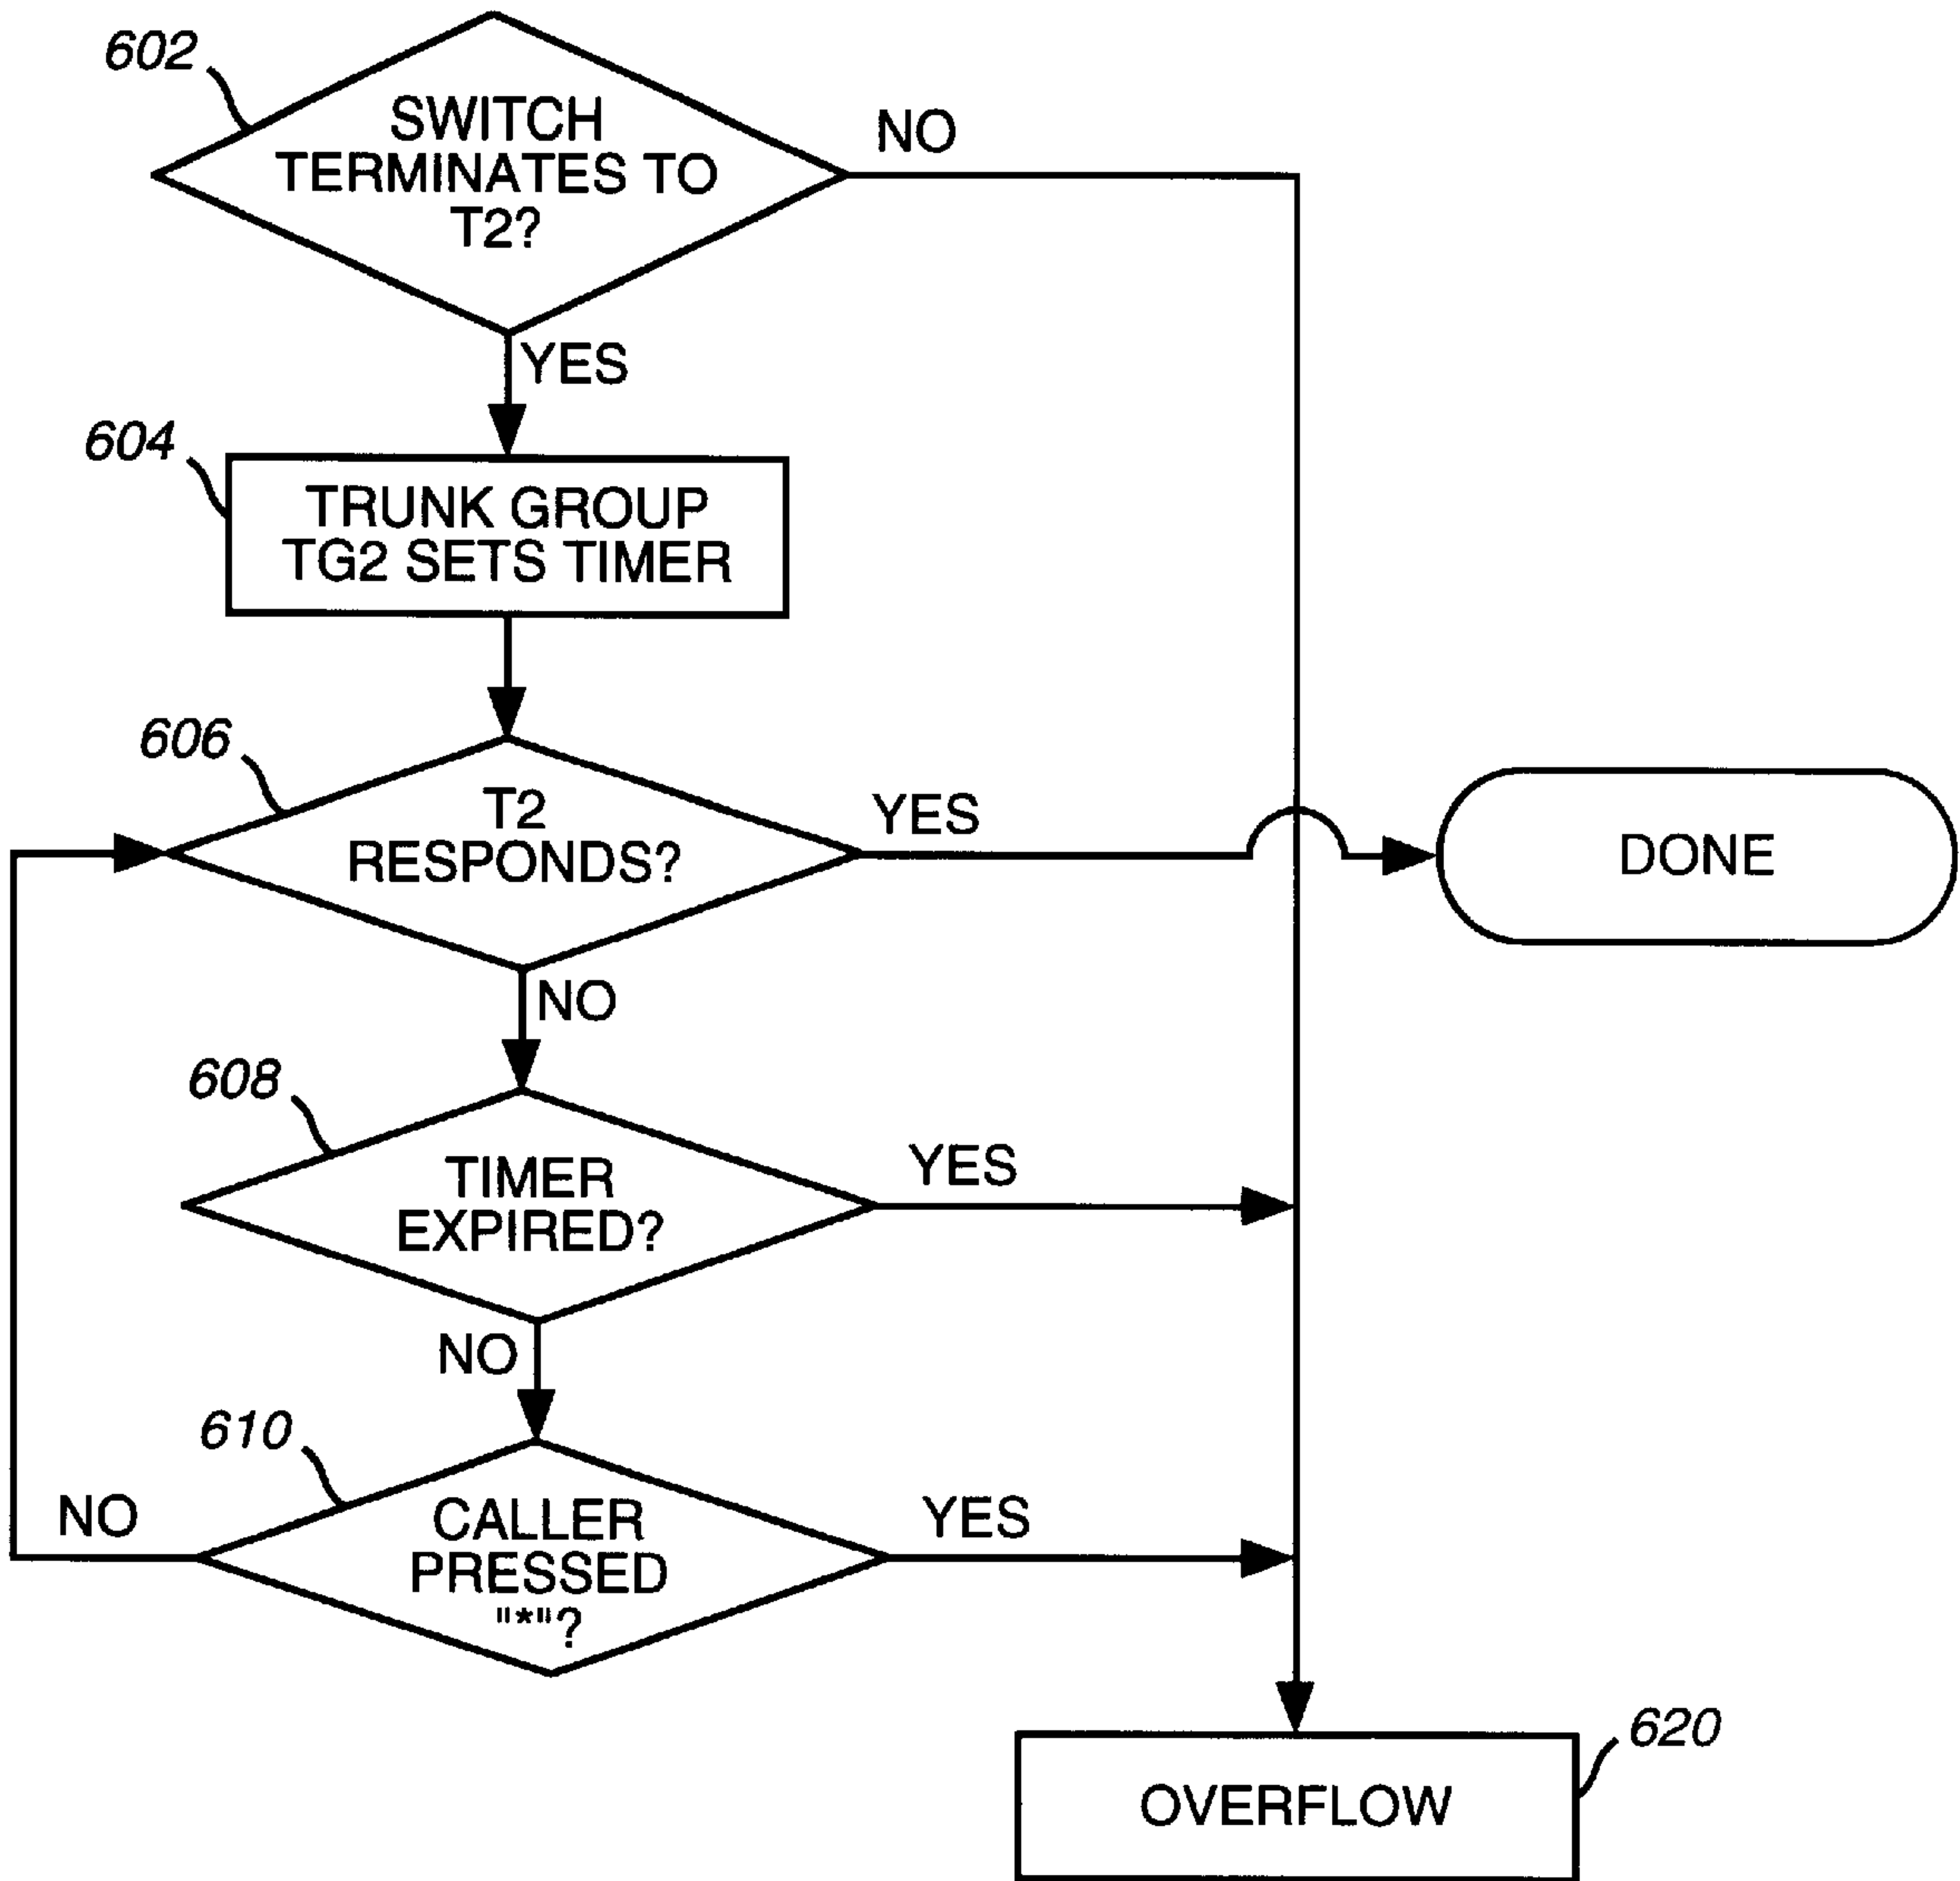 602
SWITCH
TERMINATES TO
T2?
NO
YES
604
TRUNK GROUP
TG2 SETS TIMER
606
T2
RESPONDS?
YES
DONE
NO
608
TIMER
EXPIRED?
YES
NO
610
CALLER
PRESSED
"*"?
NO
YES
620
OVERFLOW